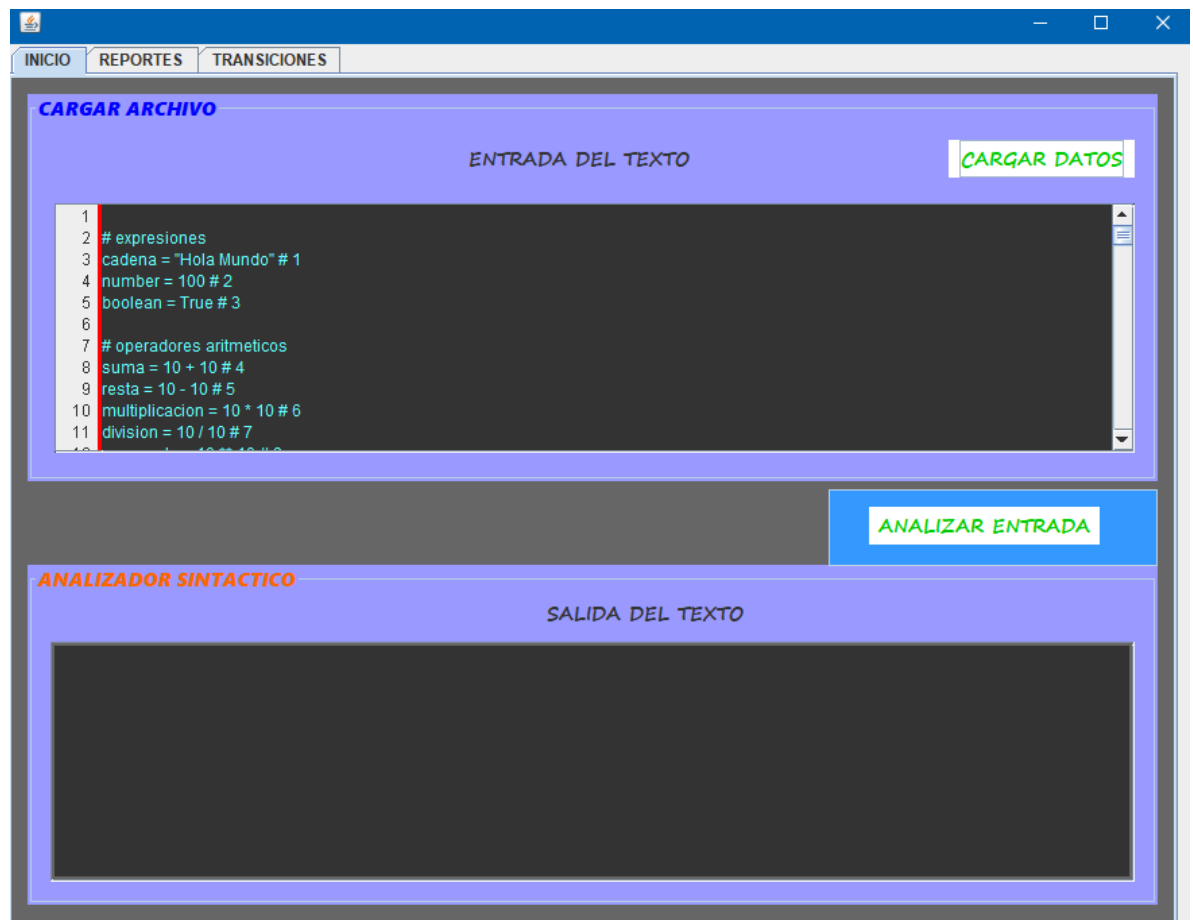 INICIO REPORTES TRANSICIONES
CARGAR ARCHIVO
ENTRADA DEL TEXTO CARGAR DATOS
1
2 # expresiones
3 cadena = "Hola Mundo" # 1
4 number = 100 # 2
5 boolean = True # 3
6
7 # operadores aritmeticos
8 suma = 10 + 10 # 4
9 resta = 10 - 10 # 5
10 multiplicacion = 10 * 10 # 6
11 division = 10 / 10 # 7
ANALIZAR ENTRADA
ANALIZADOR SINTACTICO
SALIDA DEL TEXTO